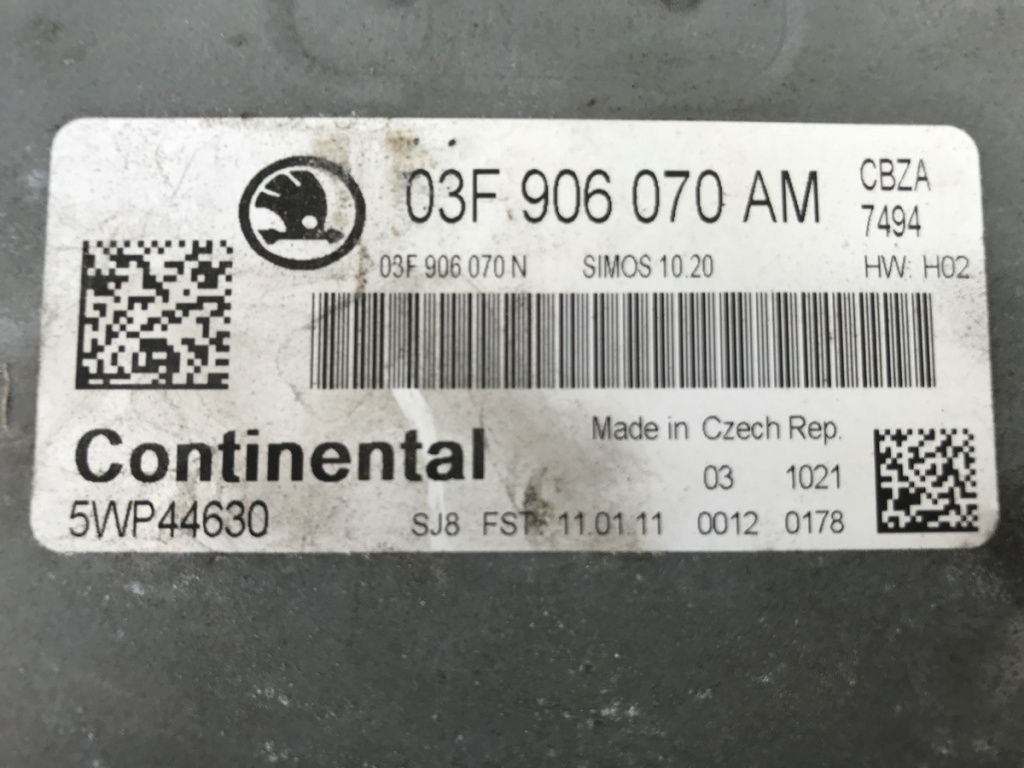 03F 906 070 AM CBZA
7494
03F 906 070 N SIMOS 10.20 HW: H02
Continental Made in Czech Rep.
03 1021
5WP44630 SJ8 FST: 11.01.11 0012 0178